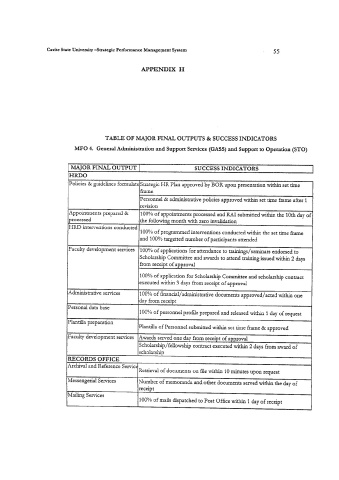 Cavite State University –Strategic Performance Management System 55
APPENDIX H
TABLE OF MAJOR FINAL OUTPUTS & SUCCESS INDICATORS
MFO 4. General Administration and Support Services (GASS) and Support to Operation (STO)
MAJOR FINAL OUTPUT SUCCESS INDICATORS
HRDO
Policies & guidelines formulated Strategic HR Plan approved by BOR upon presentation within set time
frame
Personnel & administrative policies approved within set time frame after 1
revision
Appointments prepared &
processed
100% of appointments processed and RAI submitted within the 10th day of
the following month with zero invalidation
HRD interventions conducted
100% of programmed interventions conducted within the set time frame
and 100% targeted number of participants attended
Faculty development services 100% of applications for attendance to trainings/seminars endorsed to
Scholarship Committee and awards to attend training issued within 2 days
from receipt of approval
100% of application for Scholarship Committee and scholarship contract
executed within 3 days from receipt of approval
Administrative services 100% of financial/administrative documents approved/acted within one
day from receipt
Personal data base
100% of personnel profile prepared and released within 1 day of request
Plantilla preparation
Plantilla of Personnel submitted within set time frame & approved
Faculty development services Awards served one day from receipt of approval
Scholarship/fellowship contract executed within 2 days from award of
scholarship
RECORDS OFFICE
Archival and Reference Service
Retrieval of documents on file within 10 minutes upon request
Messengerial Services Number of memoranda and other documents served within the day of
receipt
Mailing Services
100% of mails dispatched to Post Office within 1 day of receipt